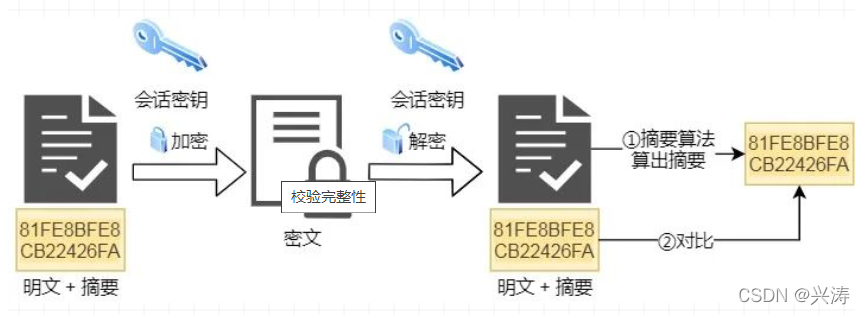 会话密钥
会话密钥
加密
解密
①摘要算法
算出摘要
81FE8BFE8
CB22426FA
校验完整性
81FE8BFE8
CB22426FA
密文
81FE8BFE8
CB22426FA
②对比
明文 + 摘要
明文 + 摘要
CSDN @兴涛